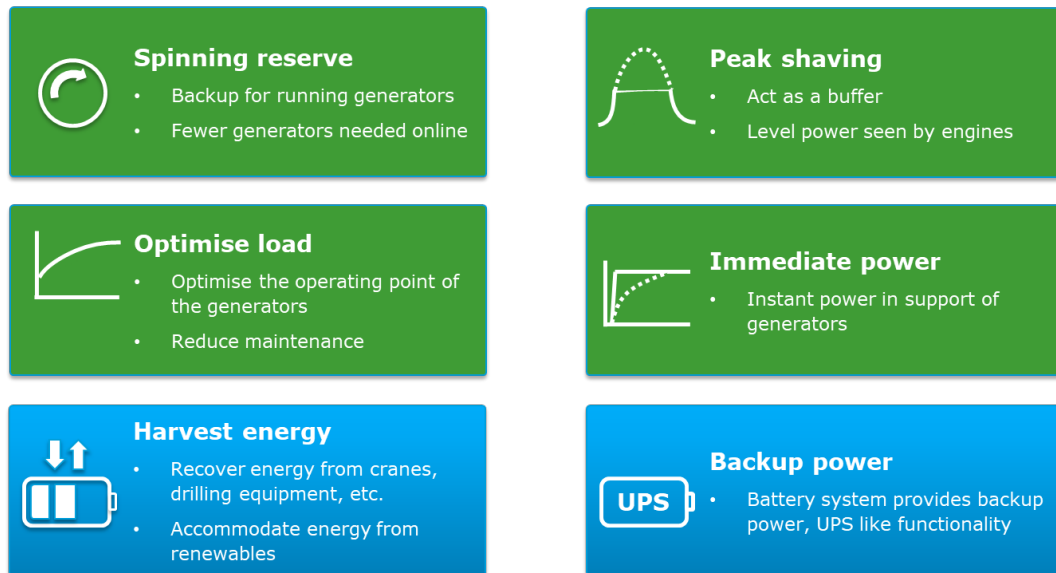 Spinning reserve
• Backup for running generators
• Fewer generators needed online
Peak shaving
• Act as a buffer
• Level power seen by engines
Optimise load
• Optimise the operating point of
the generators
• Reduce maintenance
Immediate power
• Instant power in support of
generators
Harvest energy
• Recover energy from cranes,
drilling equipment, etc.
• Accommodate energy from
renewables
UPS
Backup power
• Battery system provides backup
power, UPS like functionality